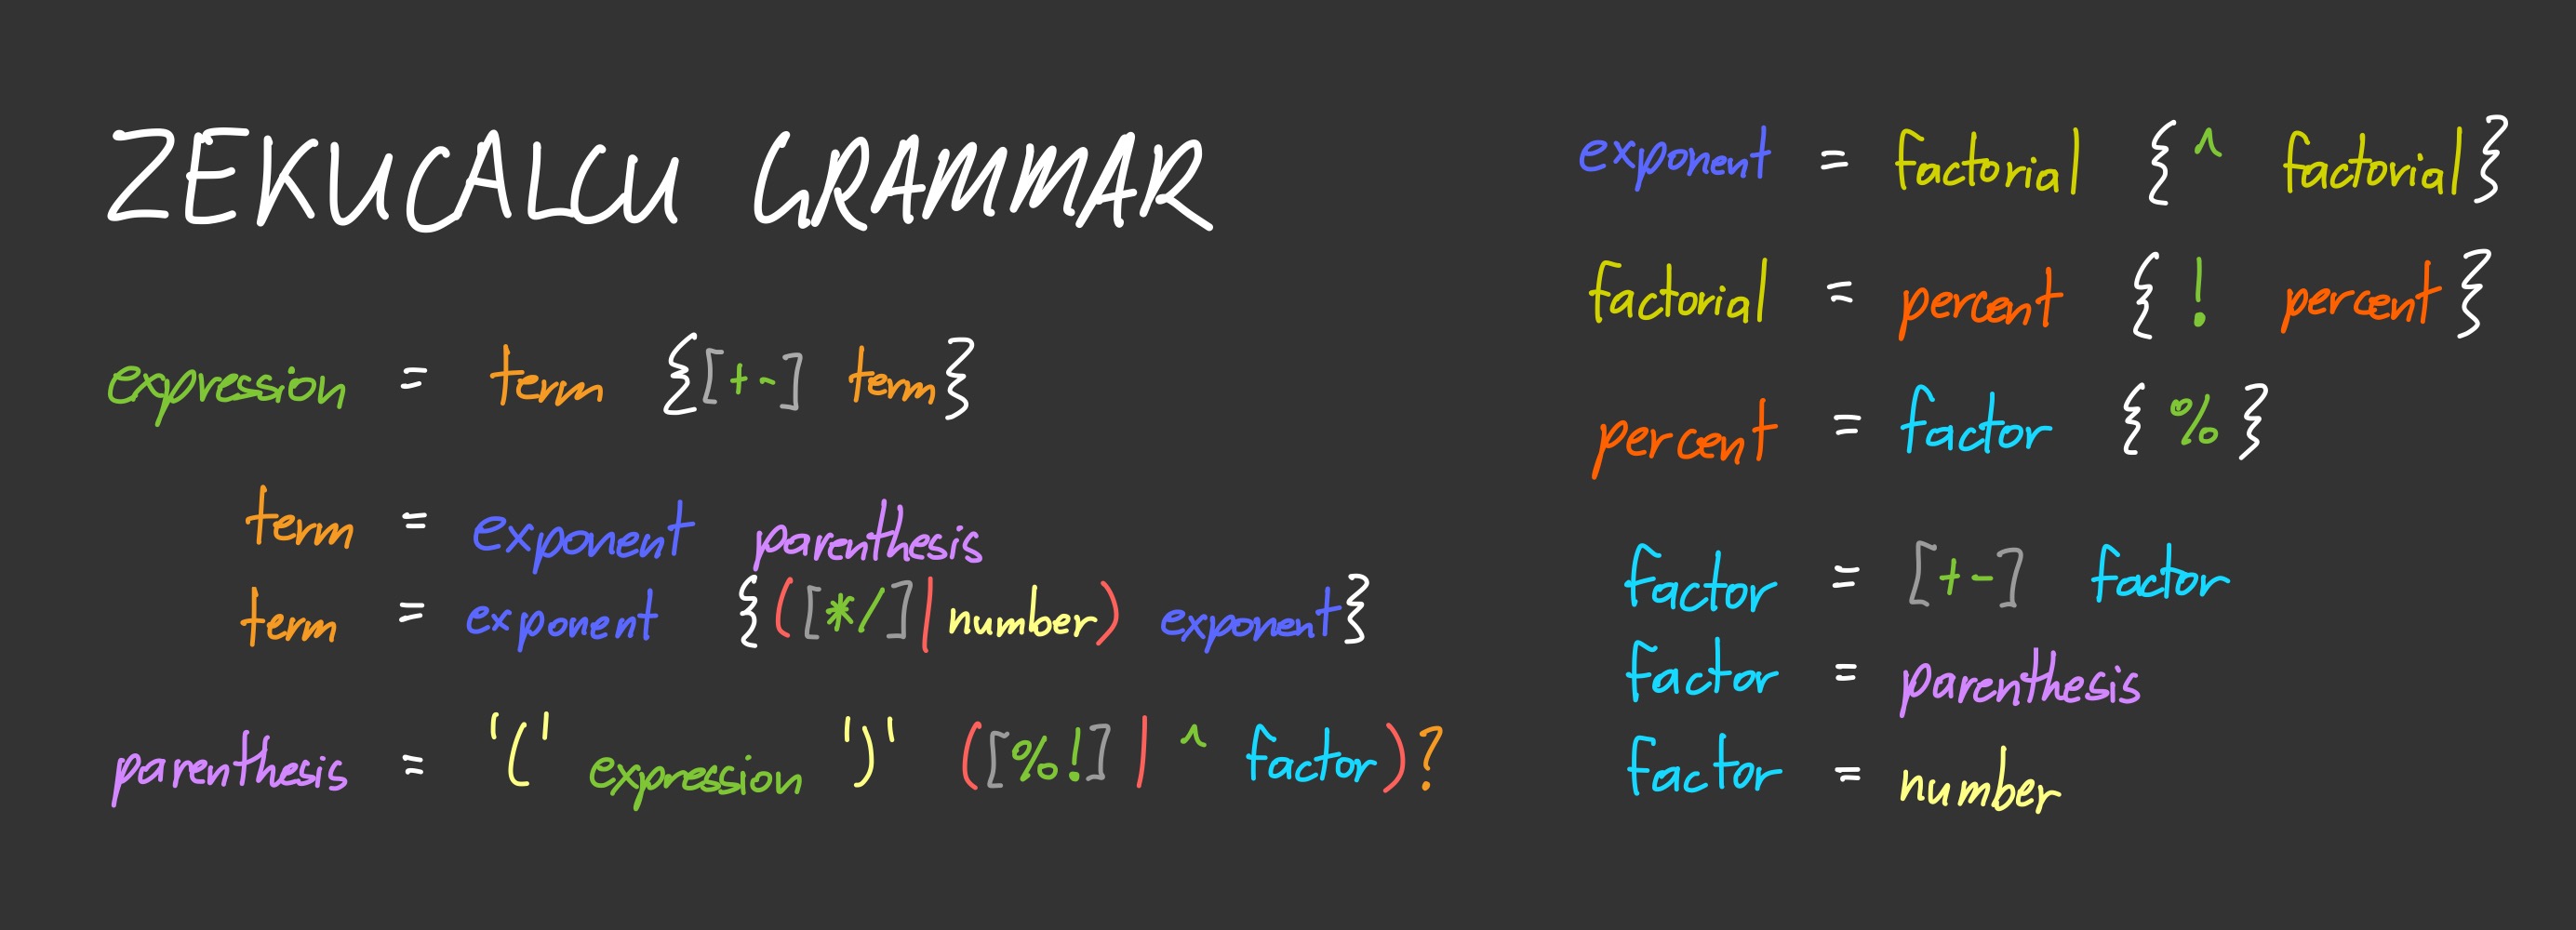 ZEKUCALCU GRAMMAR
expression = term {[+-] term}
term = exponent parenthesis
term = exponent {([*/]|number) exponent}
parenthesis = '(' expression ')' ([%!]| ^ factor)?
exponent = factorial {^ factorial}
factorial = percent {! percent}
percent = factor {%}
factor = [+-] factor
factor = parenthesis
factor = number